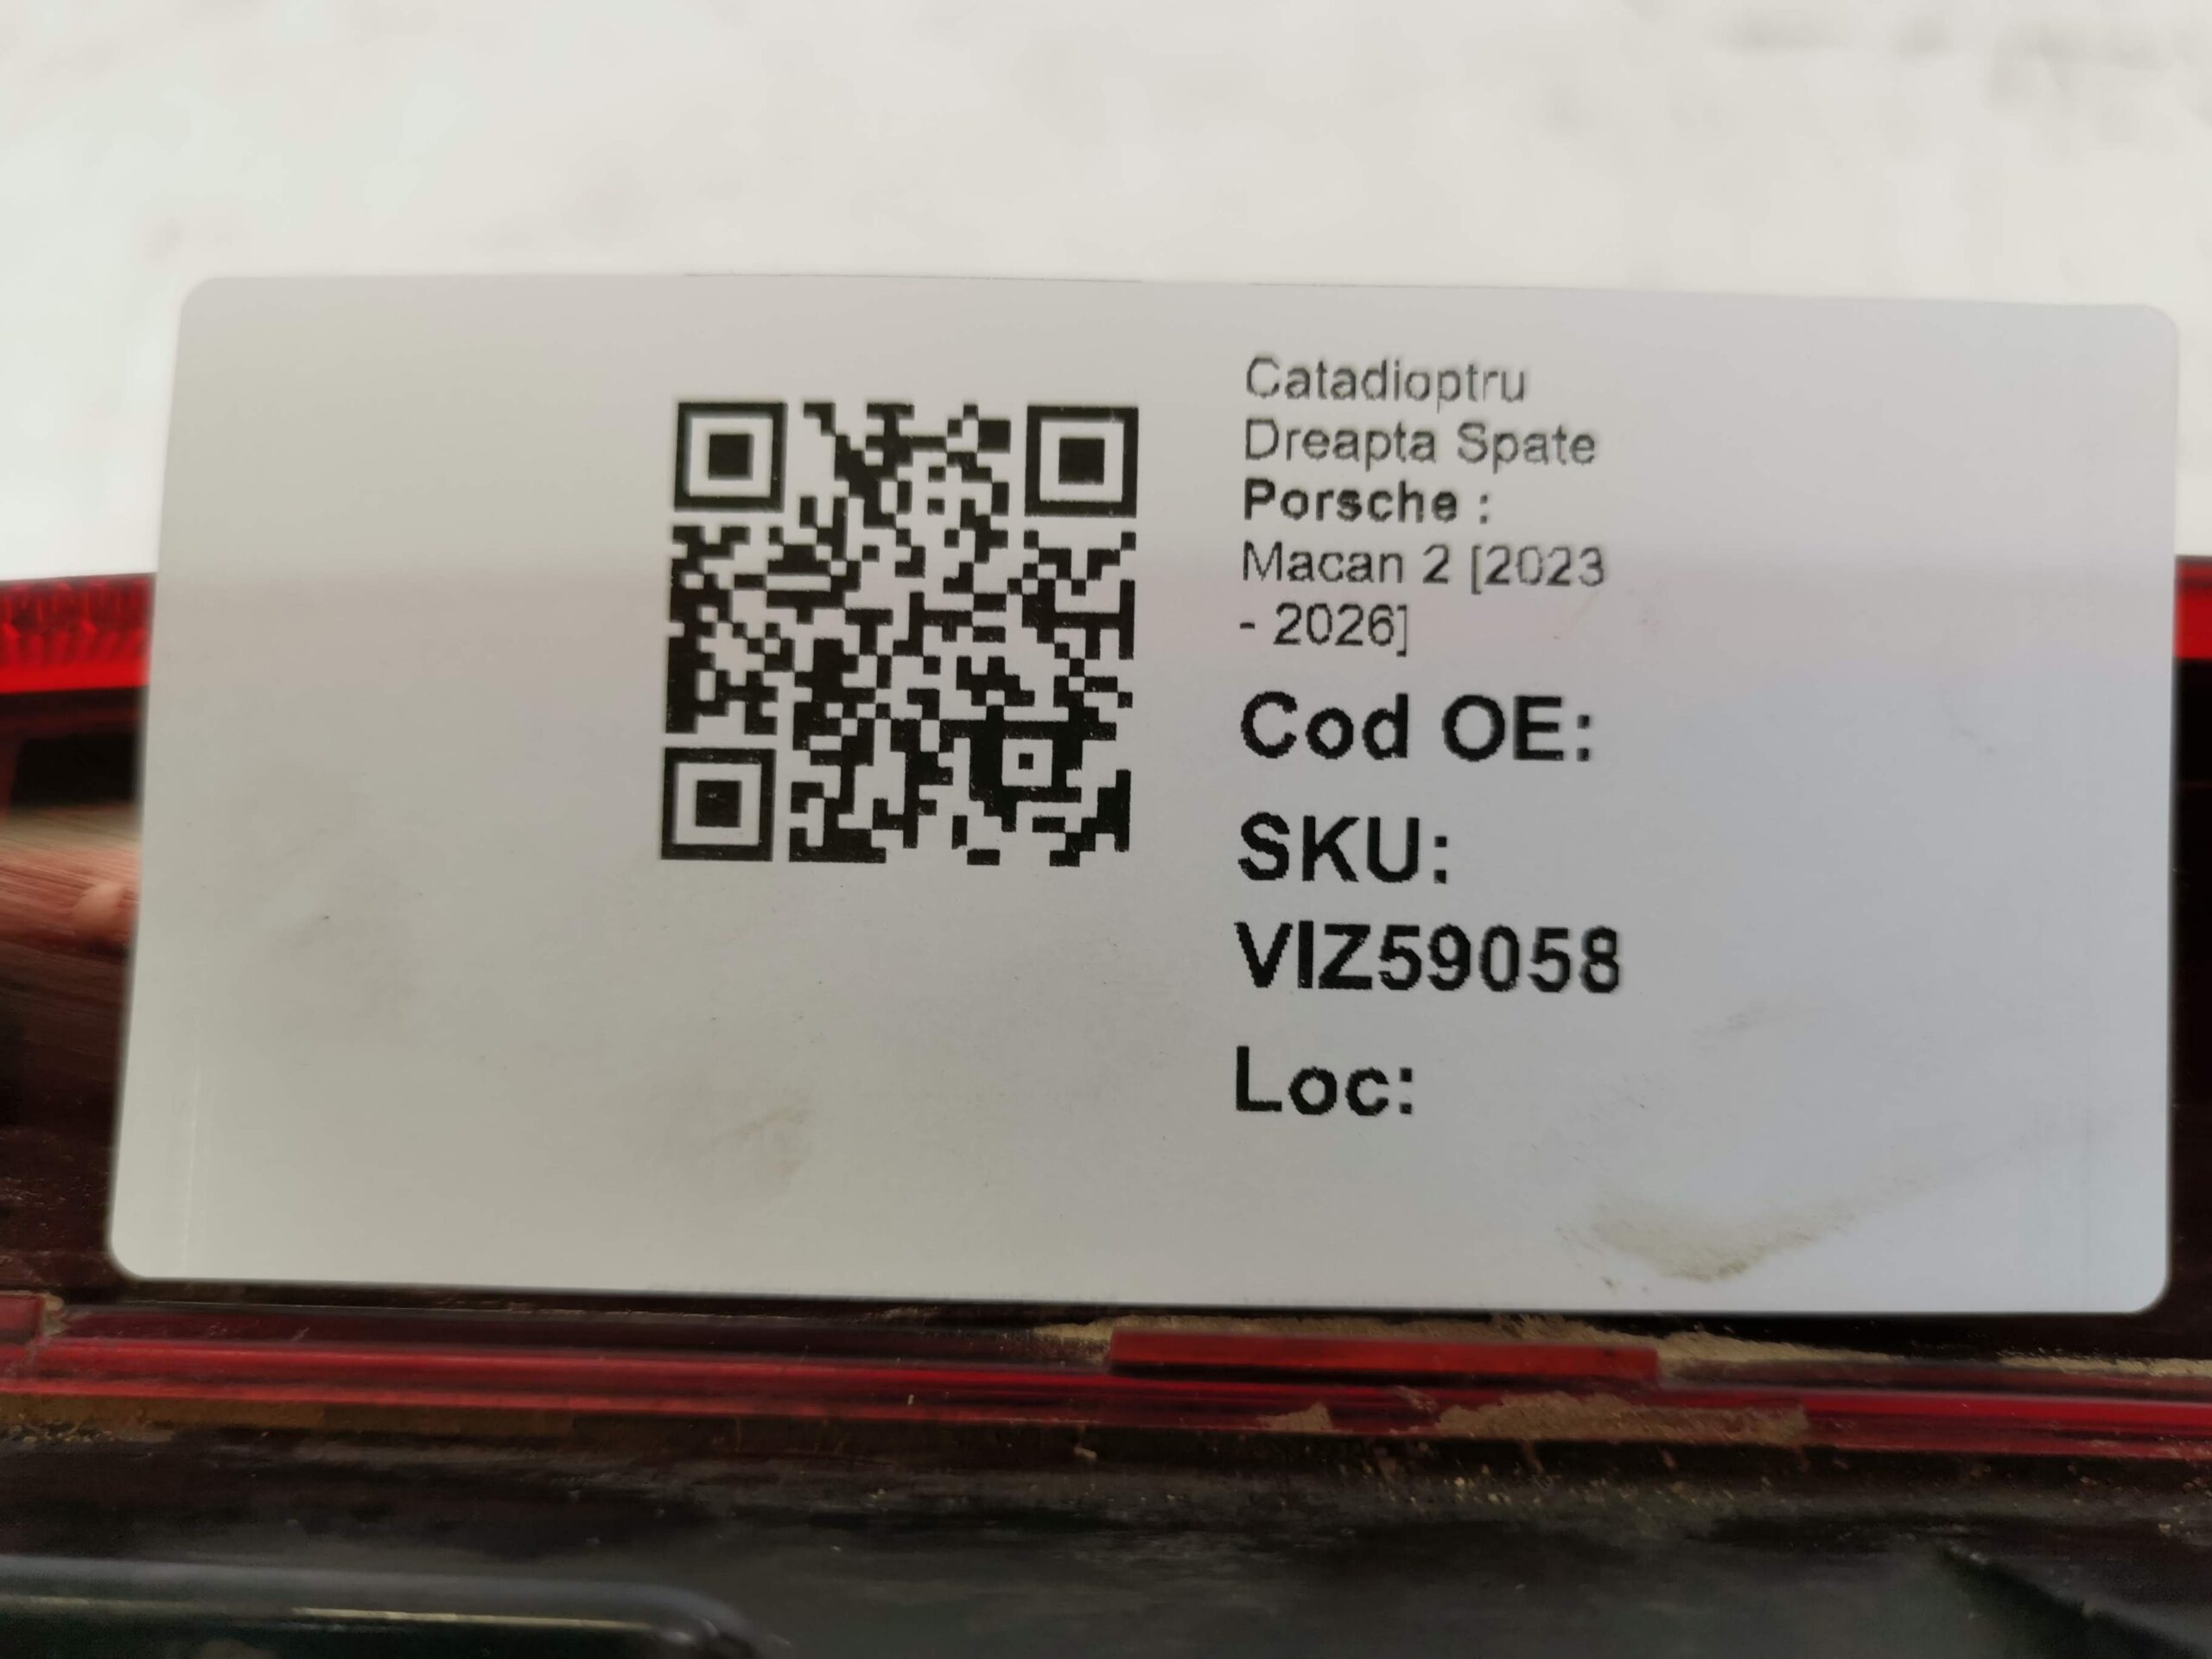 Catadioptru
Dreapta Spate
Porsche :
Macan 2 [2023
- 2026]
Cod OE:
SKU:
VIZ59058
Loc: